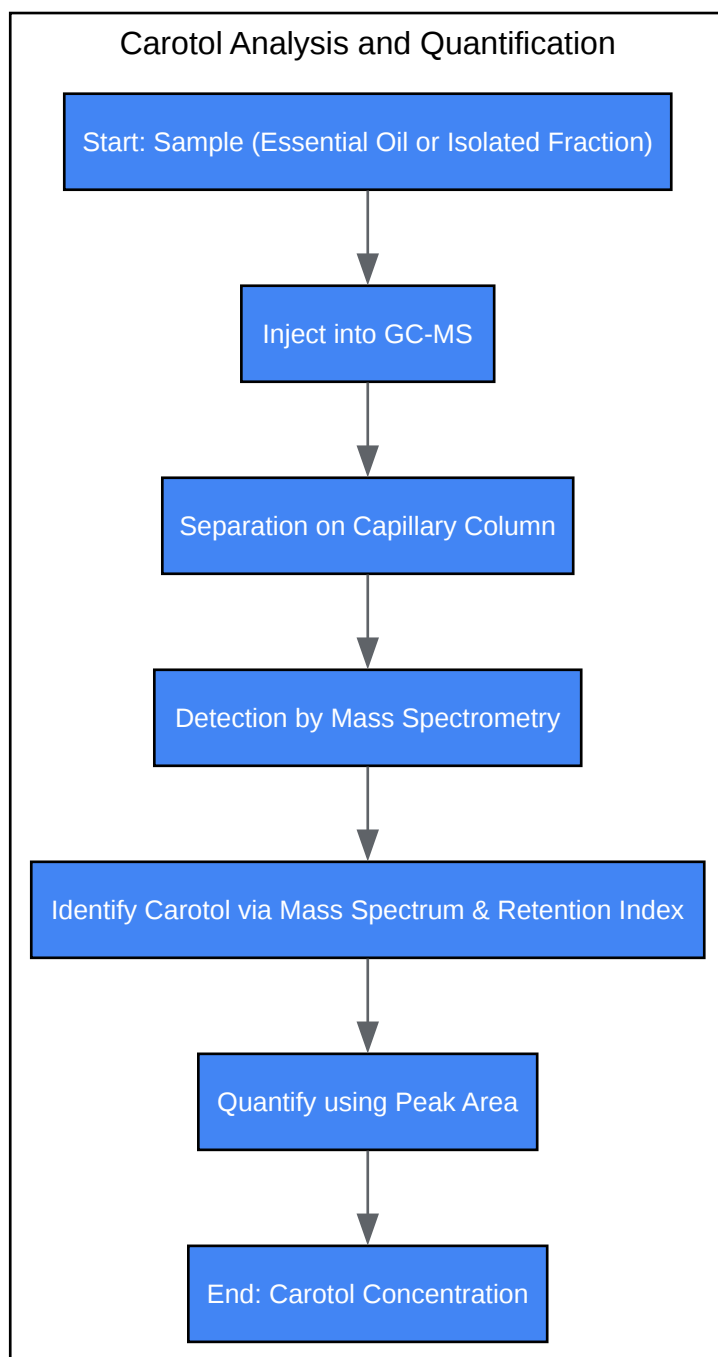 Carotol Analysis and Quantification
Start: Sample (Essential Oil or Isolated Fraction)
Inject into GC-MS
Separation on Capillary Column
Detection by Mass Spectrometry
Identify Carotol via Mass Spectrum & Retention Index
Quantify using Peak Area
End: Carotol Concentration